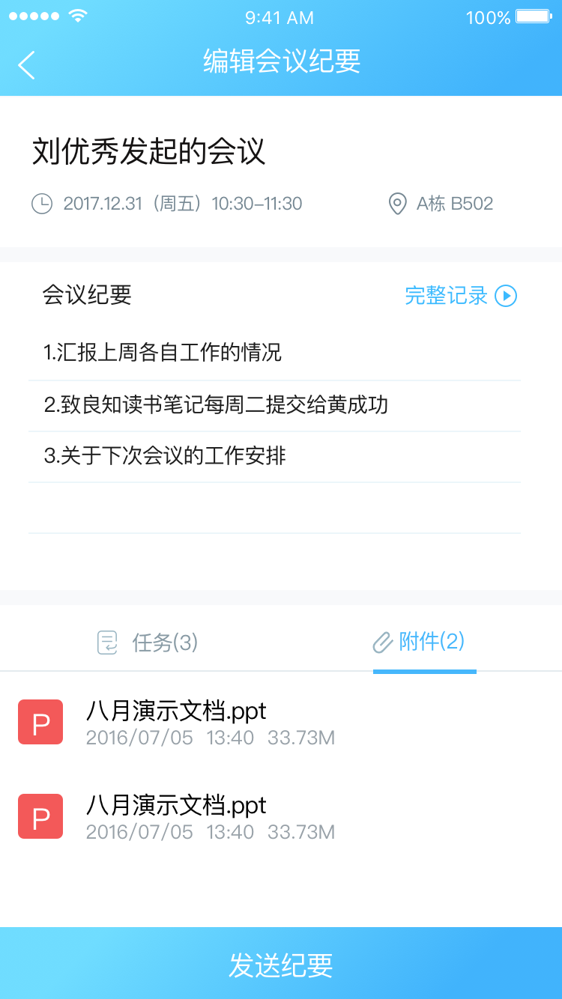 9:41 AM 100%
编辑会议纪要
刘优秀发起的会议
2017.12.31（周五）10:30–11:30 A栋 B502
会议纪要 完整记录
1.汇报上周各自工作的情况
2.致良知读书笔记每周二提交给黄成功
3.关于下次会议的工作安排
任务(3) 附件(2)
P 八月演示文档.ppt
2016/07/05 13:40 33.73M
P 八月演示文档.ppt
2016/07/05 13:40 33.73M
发送纪要